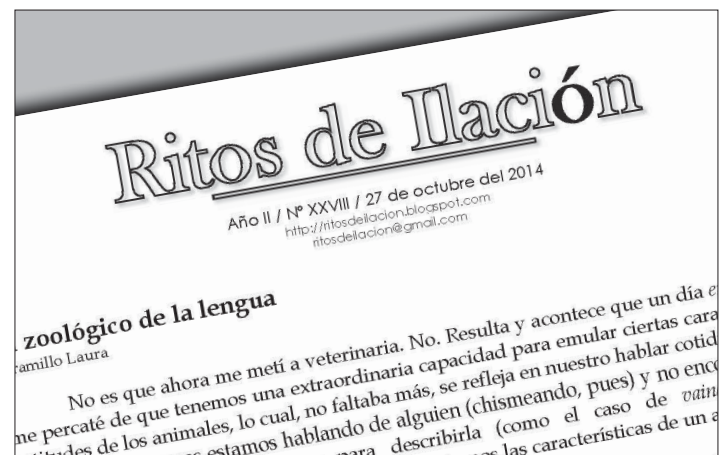 Ritos de Ilación
Año II / Nº XXVIII / 27 de octubre del 2014
http://ritosdeilacion.blogspot.com
ritosdeilacion@gmail.com
zoológico de la lengua
Laura
No es que ahora me metí a veterinaria. No. Resulta y acontece que un día
me percaté de que tenemos una extraordinaria capacidad para emular ciertas
de los animales, lo cual, no faltaba más, se refleja en nuestro hablar
estamos hablando de alguien (chismeando, pues) y no
para describirla (como el caso de
las características de un